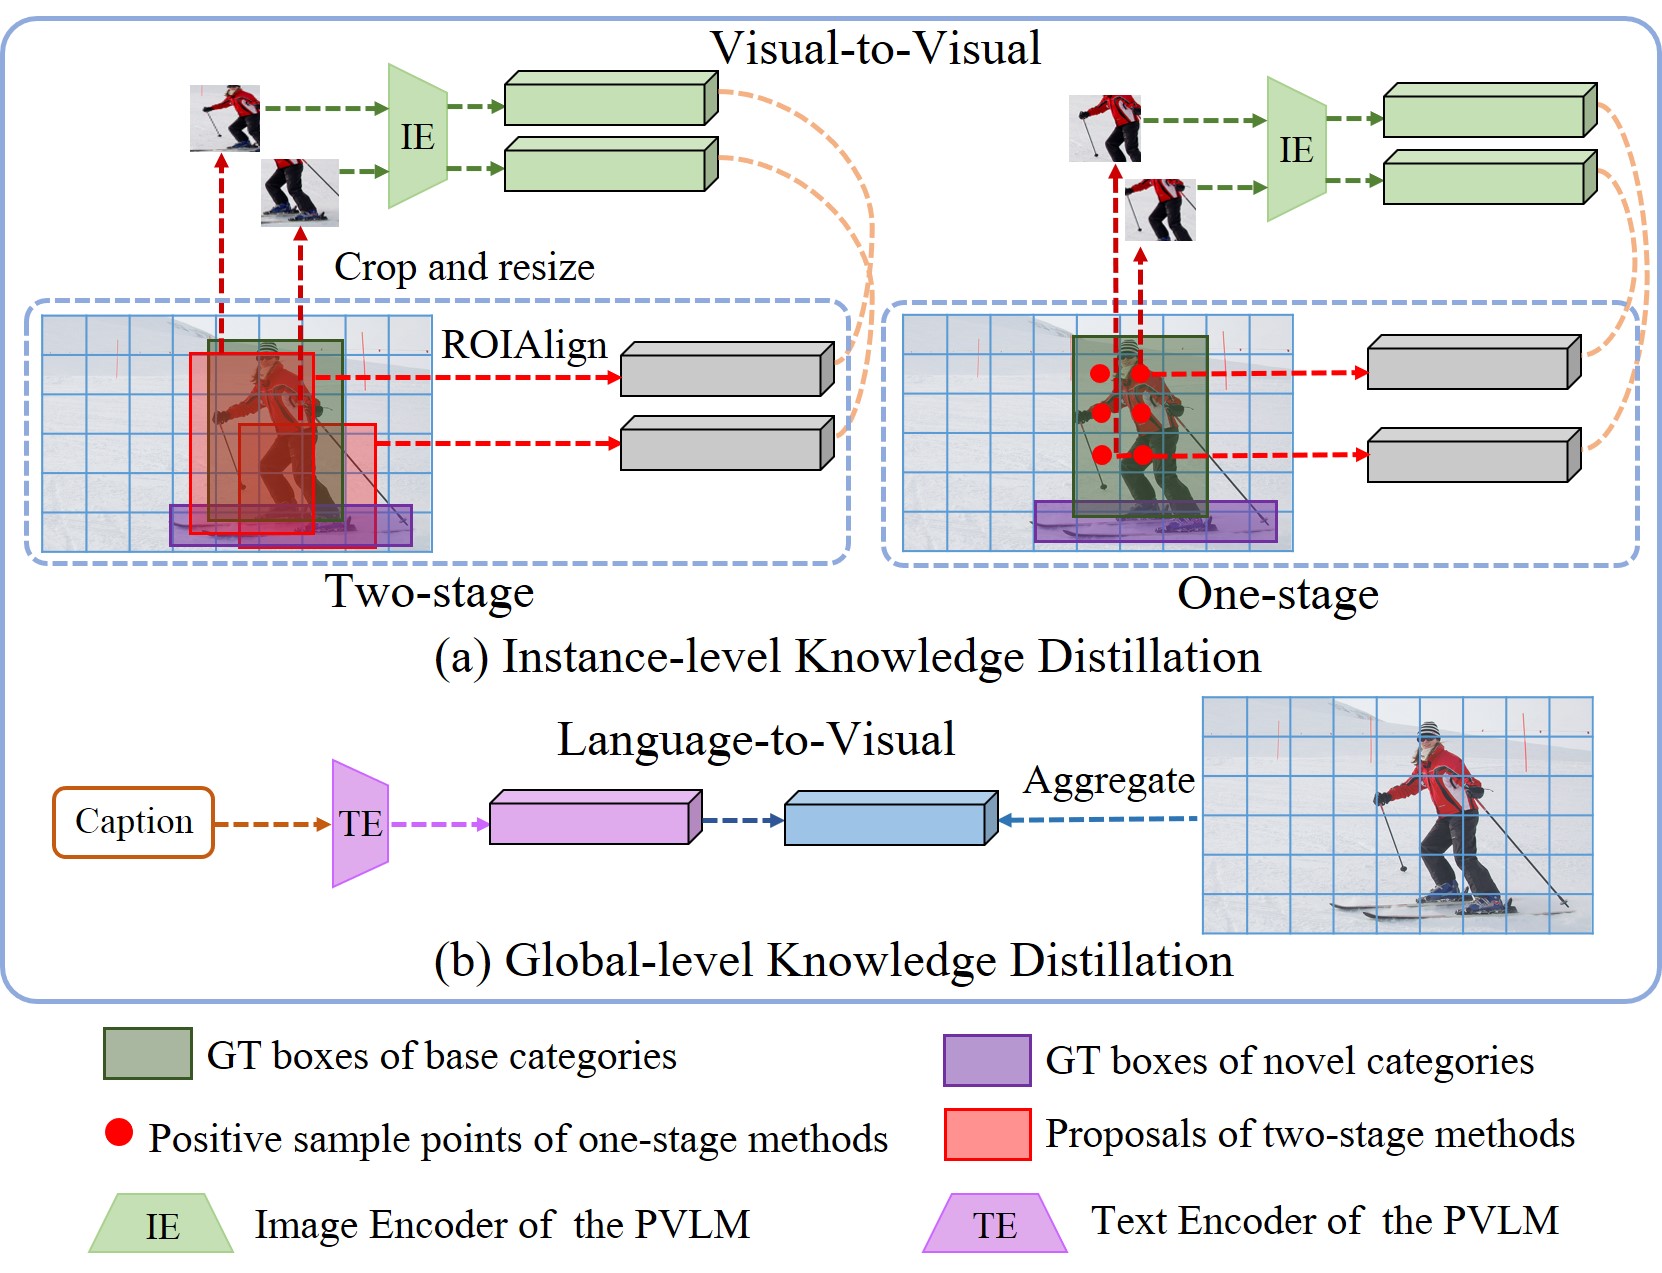 Visual-to-Visual
IE
IE
Crop and resize
ROIAlign
Two-stage
One-stage
(a) Instance-level Knowledge Distillation
Language-to-Visual
Aggregate
Caption
TE
(b) Global-level Knowledge Distillation
GT boxes of base categories
GT boxes of novel categories
Positive sample points of one-stage methods
Proposals of two-stage methods
IE
Image Encoder of the PVLM
TE
Text Encoder of the PVLM